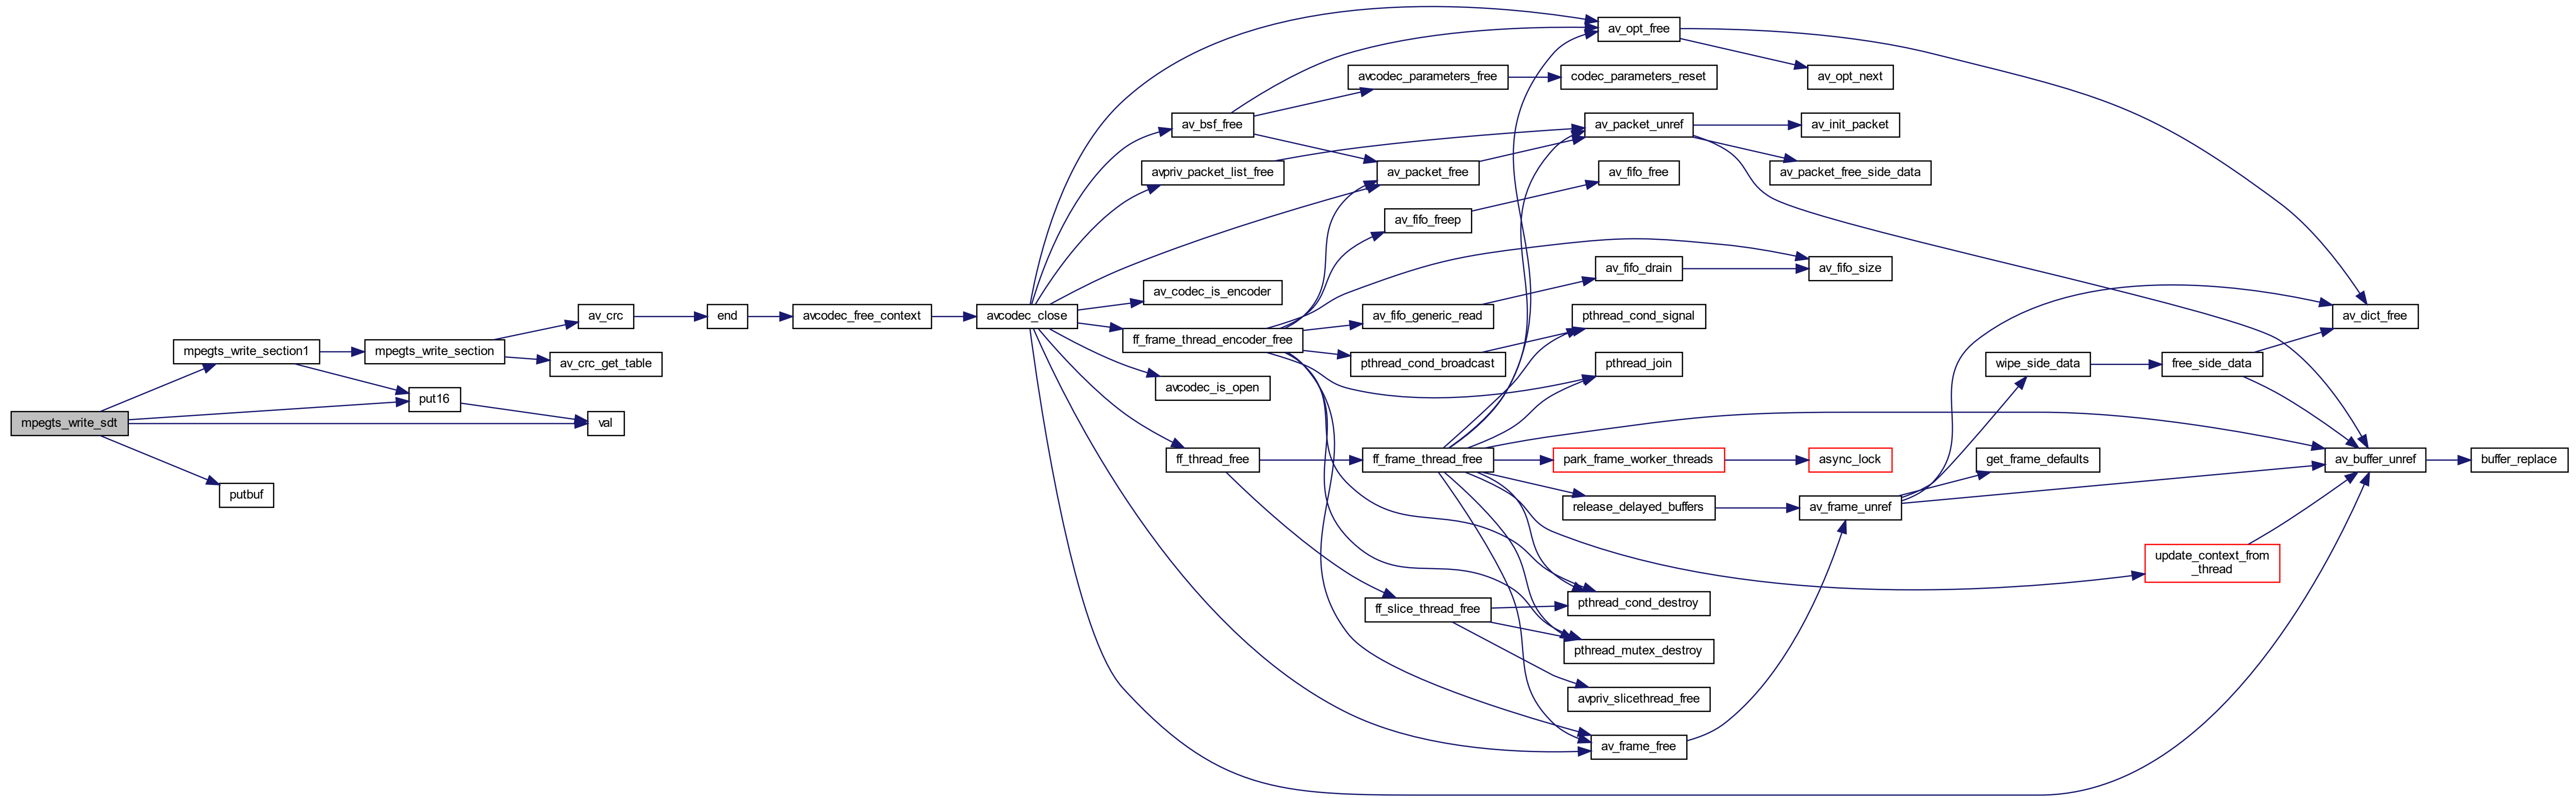 mpegts_write_sdt
mpegts_write_section1
mpegts_write_section
av_crc
end
avcodec_free_context
avcodec_close
av_crc_get_table
put16
val
putbuf
av_opt_free
av_dict_free
av_opt_next
av_bsf_free
avcodec_parameters_free
codec_parameters_reset
av_packet_free
av_packet_unref
av_init_packet
av_packet_free_side_data
avpriv_packet_list_free
av_fifo_freep
av_fifo_free
av_codec_is_encoder
ff_frame_thread_encoder_free
av_fifo_size
av_fifo_drain
av_fifo_generic_read
pthread_cond_signal
pthread_cond_broadcast
pthread_join
avcodec_is_open
ff_thread_free
ff_frame_thread_free
park_frame_worker_threads
async_lock
release_delayed_buffers
av_frame_unref
get_frame_defaults
wipe_side_data
free_side_data
av_buffer_unref
buffer_replace
update_context_from
_thread
ff_slice_thread_free
pthread_cond_destroy
pthread_mutex_destroy
avpriv_slicethread_free
av_frame_free